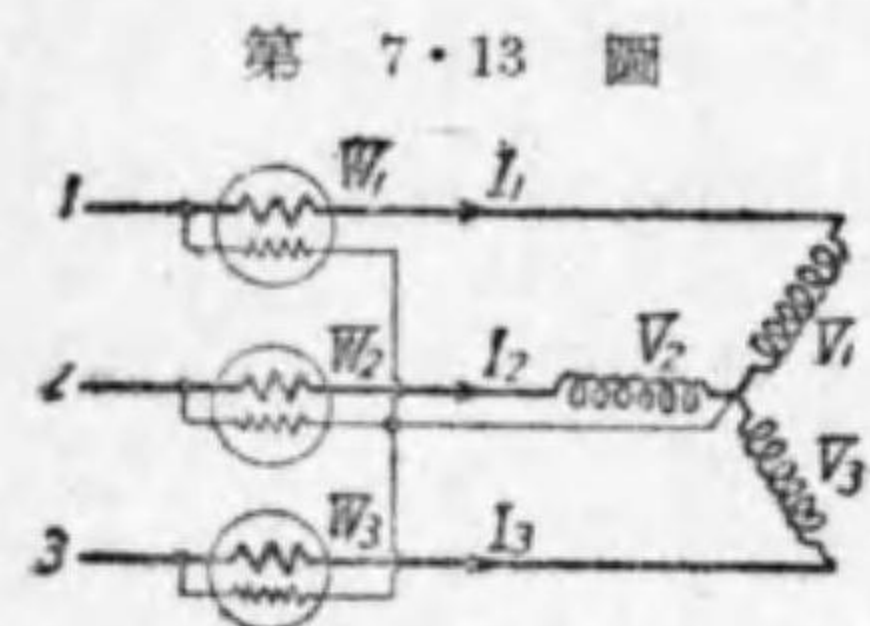 第 7·13 圖
1 W₁ I₁
V₁
2 W₂ I₂ V₂
V₃
3 W₃ I₃